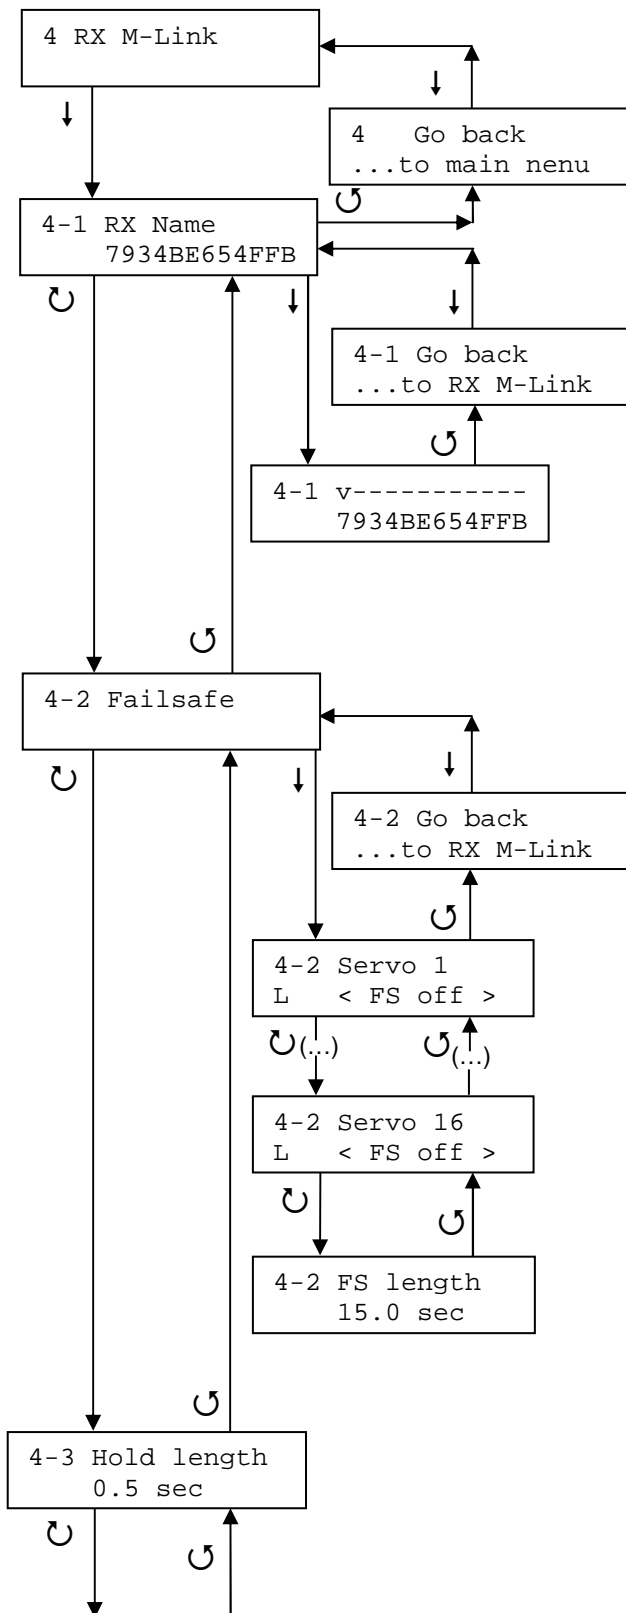 4 RX M-Link
4   Go back
...to main nenu
4-1 RX Name
7934BE654FFB
4-1 Go back
...to RX M-Link
4-1 v-----------
7934BE654FFB
4-2 Failsafe
4-2 Go back
...to RX M-Link
4-2 Servo 1
L   < FS off >
(...)
(...)
4-2 Servo 16
L   < FS off >
4-2 FS length
15.0 sec
4-3 Hold length
0.5 sec